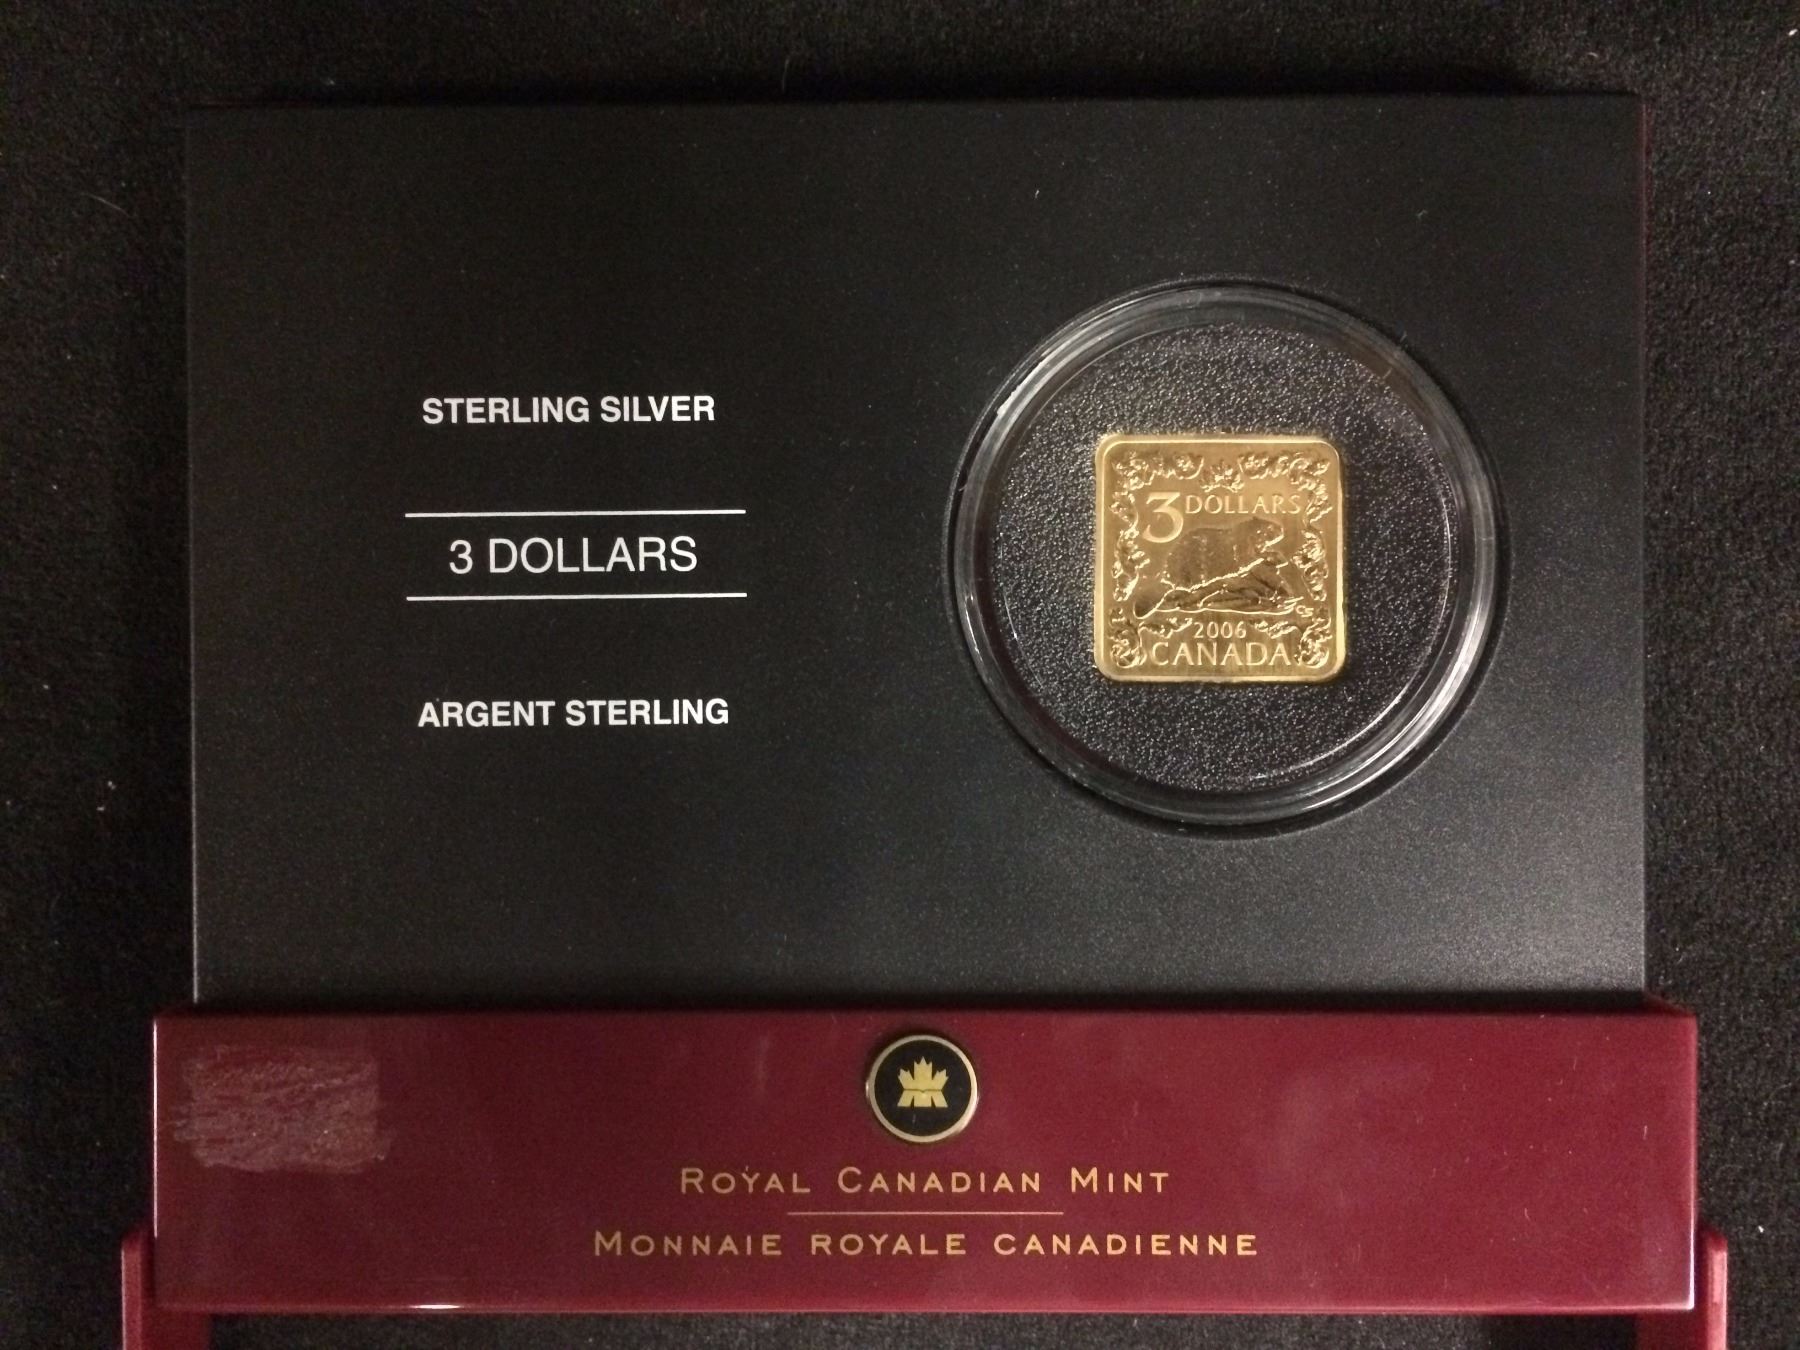 STERLING SILVER
3 DOLLARS
ARGENT STERLING
3 DOLLARS
2006
CANADA
ROYAL CANADIAN MINT
MONNAIE ROYALE CANADIENNE